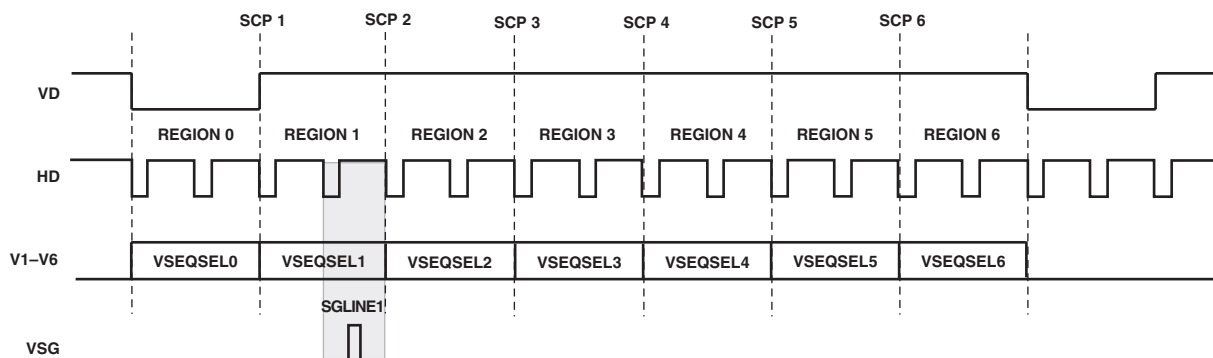 SCP 1 SCP 2 SCP 3 SCP 4 SCP 5 SCP 6
VD
REGION 0 REGION 1 REGION 2 REGION 3 REGION 4 REGION 5 REGION 6
HD
V1–V6 VSEQSEL0 VSEQSEL1 VSEQSEL2 VSEQSEL3 VSEQSEL4 VSEQSEL5 VSEQSEL6
SGLINE1
VSG